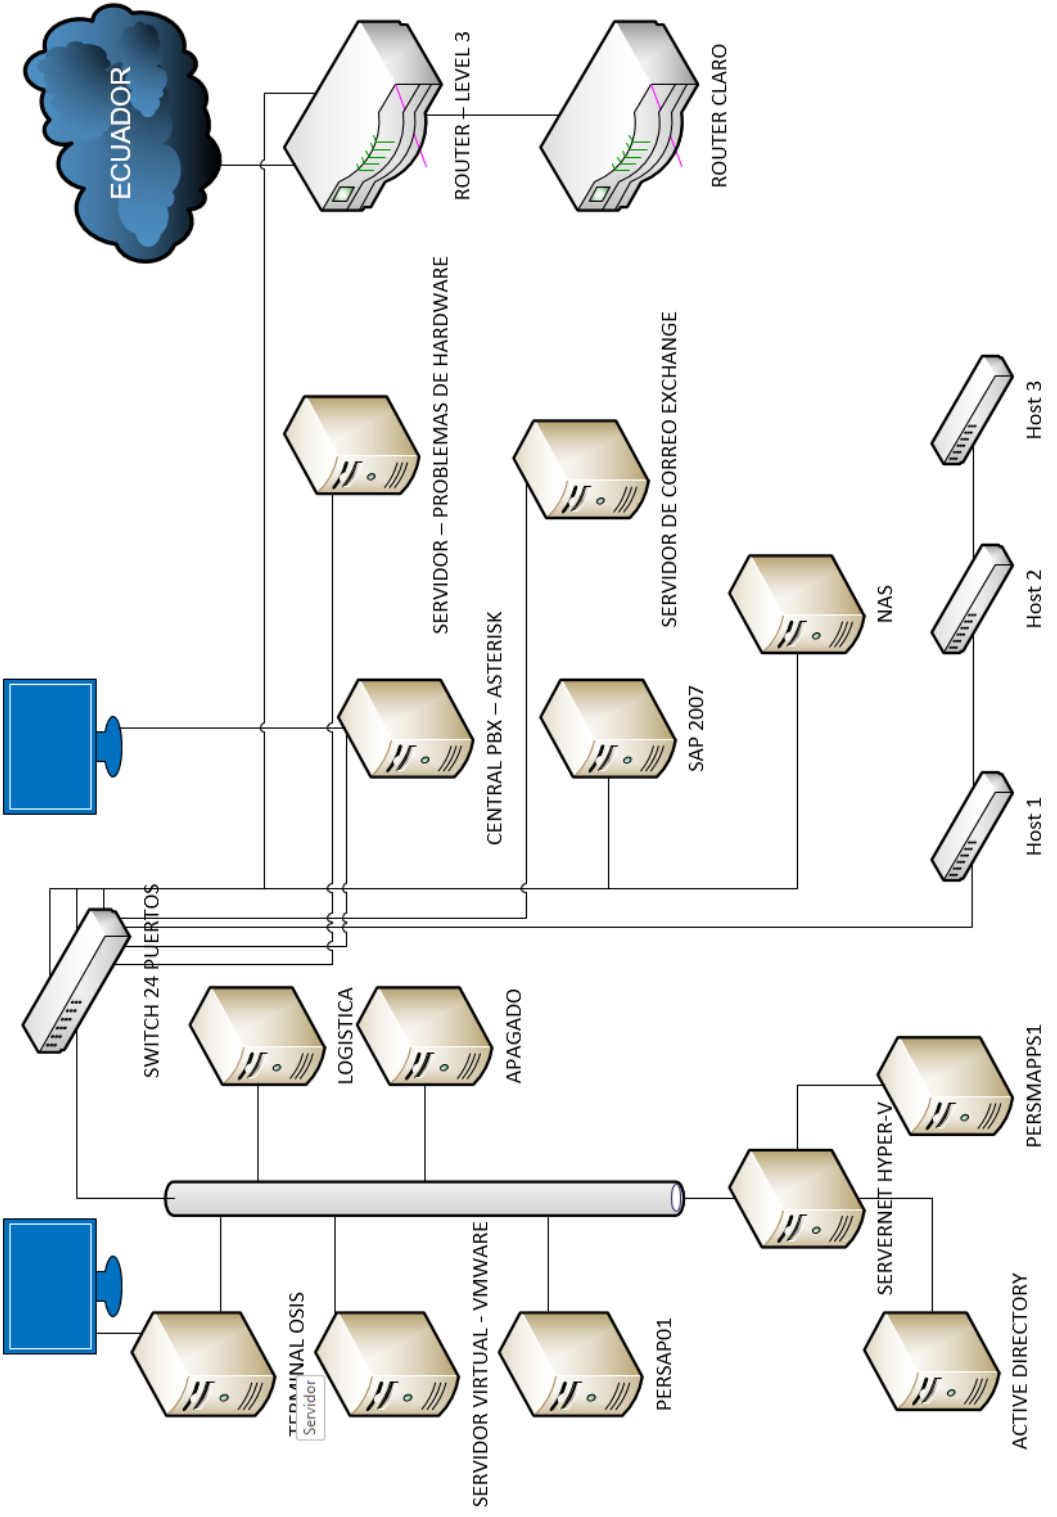 ECUADOR
ROUTER – LEVEL 3
ROUTER CLARO
SERVIDOR – PROBLEMAS DE HARDWARE
SERVIDOR DE CORREO EXCHANGE
CENTRAL PBX – ASTERISK
SAP 2007
NAS
Host 1
Host 2
Host 3
SWITCH 24 PUERTOS
LOGISTICA
APAGADO
TERMINAL OSIS
Servidor
SERVIDOR VIRTUAL - VMWARE
PERSAP01
SERVERNET HYPER-V
PERSMAPPS1
ACTIVE DIRECTORY